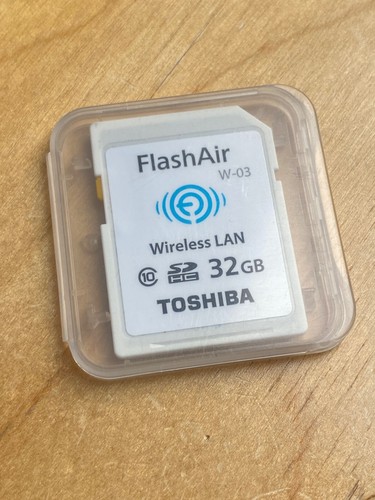 FlashAir
W-03
Wireless LAN
10 SD HC 32GB
TOSHIBA